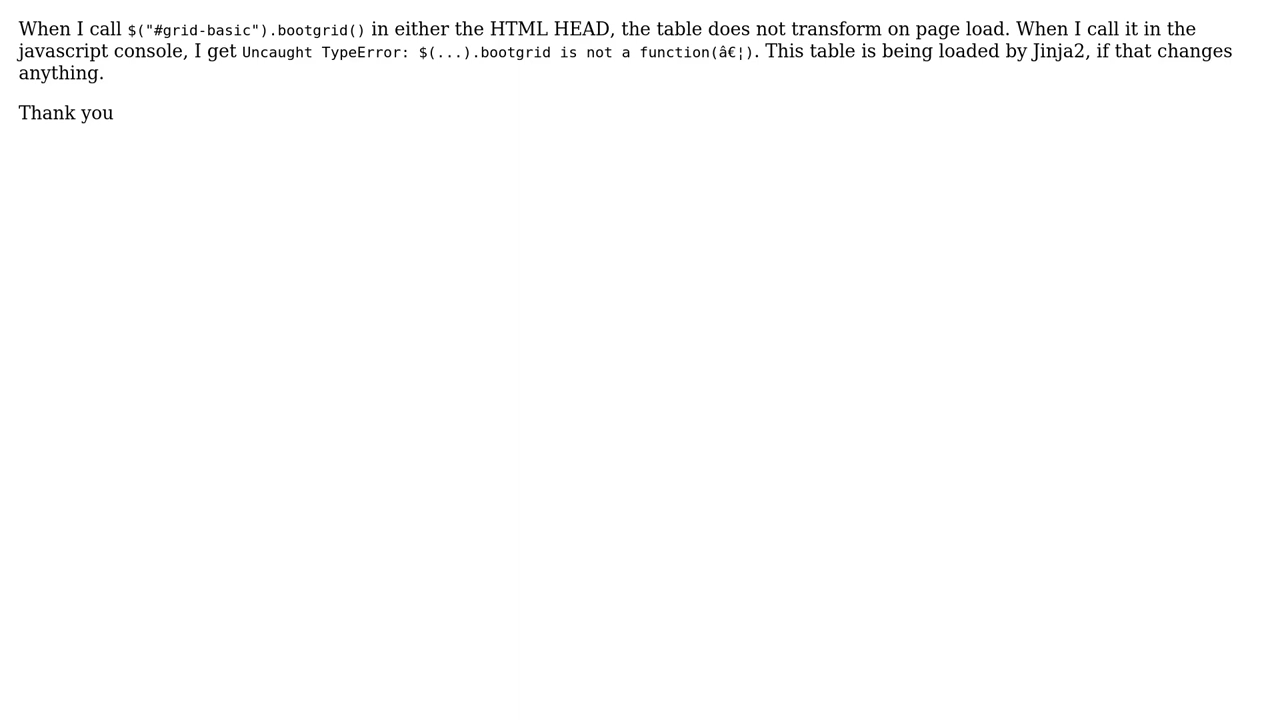 When I call $("#grid-basic").bootgrid() in either the HTML HEAD, the table does not transform on page load. When I call it in the
javascript console, I get Uncaught TypeError: $(...).bootgrid is not a function(â€¦). This table is being loaded by Jinja2, if that changes
anything.
Thank you